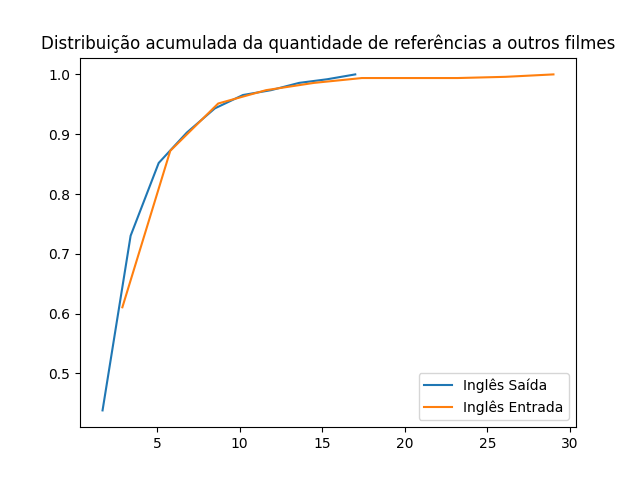 Distribuição acumulada da quantidade de referências a outros filmes
1.0
0.9
0.8
0.7
0.6
0.5
5 10 15 20 25 30
Inglês Saída
Inglês Entrada